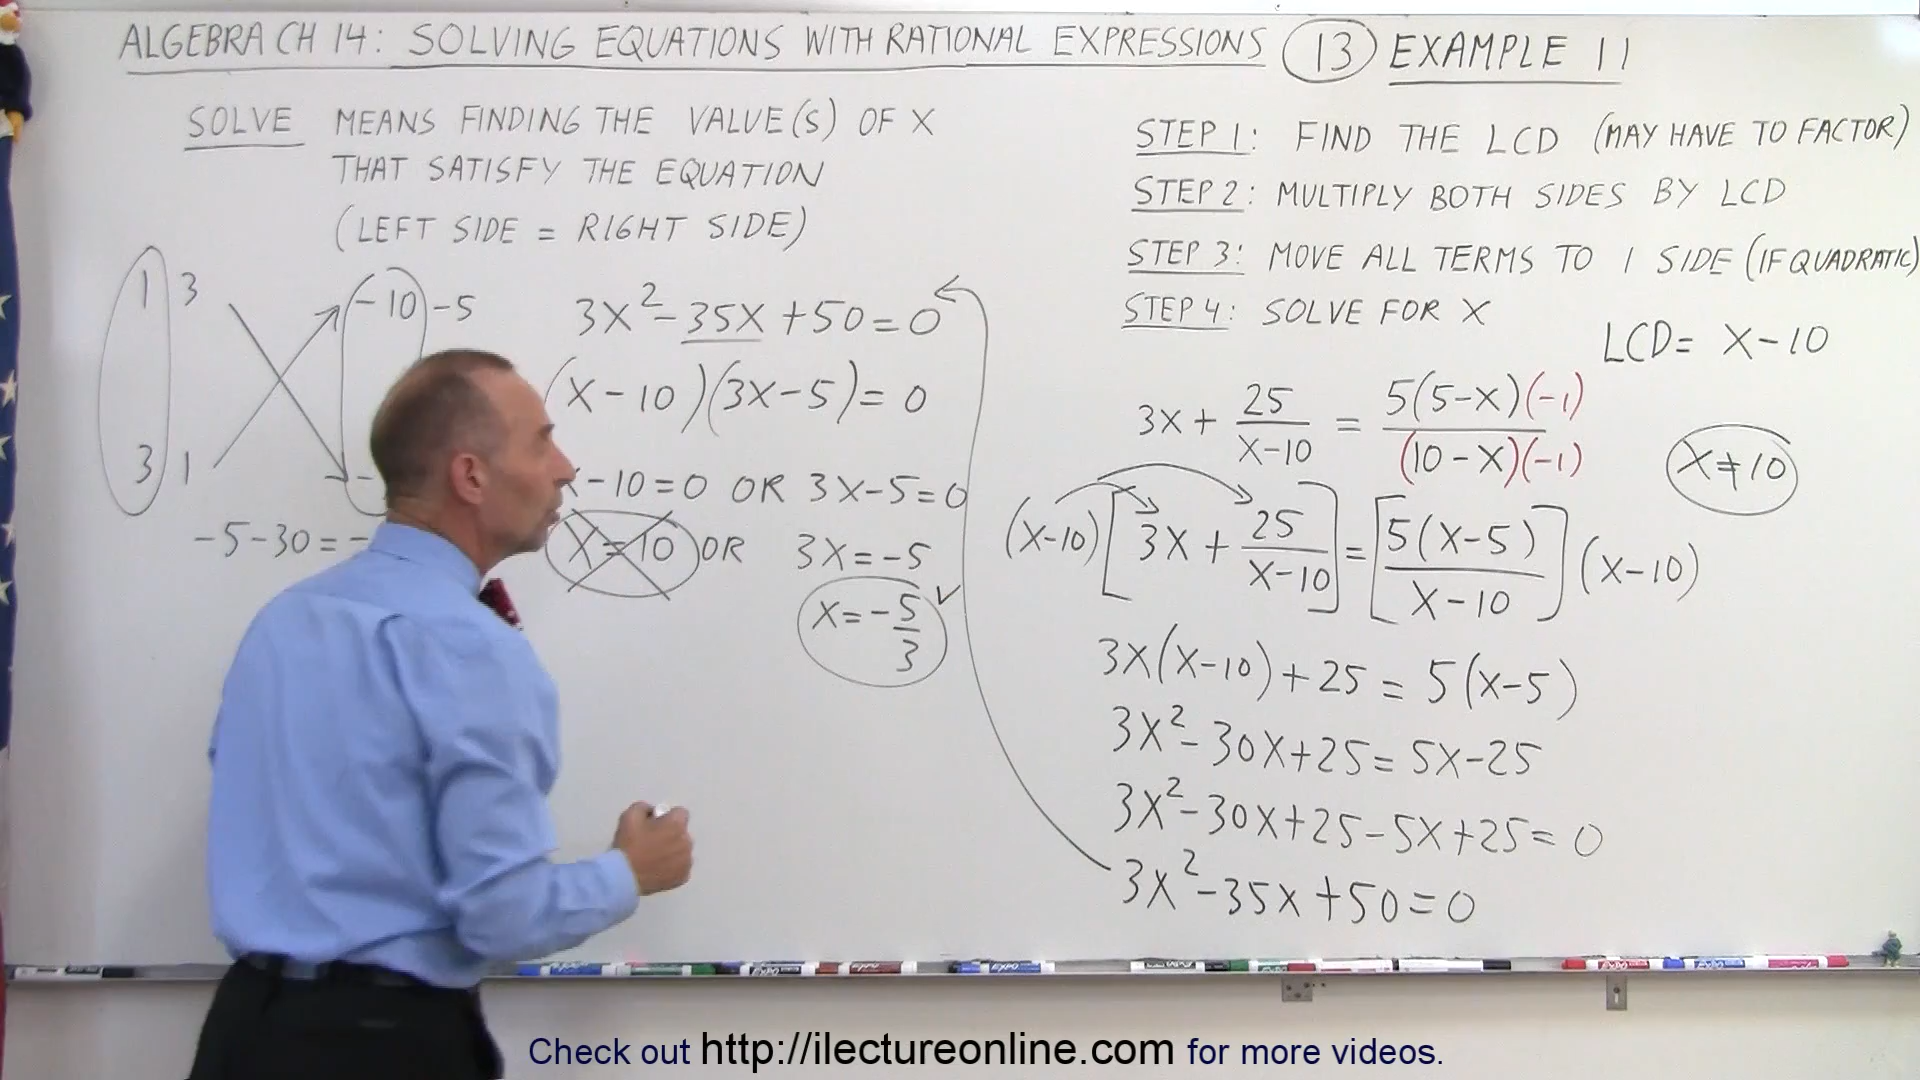 ALGEBRA CH 14: SOLVING EQUATIONS WITH RATIONAL EXPRESSIONS (13) EXAMPLE 11
SOLVE MEANS FINDING THE VALUE(S) OF X
THAT SATISFY THE EQUATION
(LEFT SIDE = RIGHT SIDE)
1 3 -10 -5
3 1
-5-30=-
3X²-35X+50=0
(X-10)(3X-5)=0
X-10=0 OR 3X-5=0
X=10 OR 3X=-5
X=-5/3 ✓
STEP 1: FIND THE LCD (MAY HAVE TO FACTOR)
STEP 2: MULTIPLY BOTH SIDES BY LCD
STEP 3: MOVE ALL TERMS TO 1 SIDE (IF QUADRATIC)
STEP 4: SOLVE FOR X
LCD= X-10
3X + 25/(X-10) = 5(5-X)(-1)/(10-X)(-1)
X≠10
(X-10)[3X + 25/(X-10)] = [5(X-5)/(X-10)](X-10)
3X(X-10)+25=5(X-5)
3X²-30X+25=5X-25
3X²-30X+25-5X+25=0
3X²-35X+50=0
Check out http://ilectureonline.com for more videos.